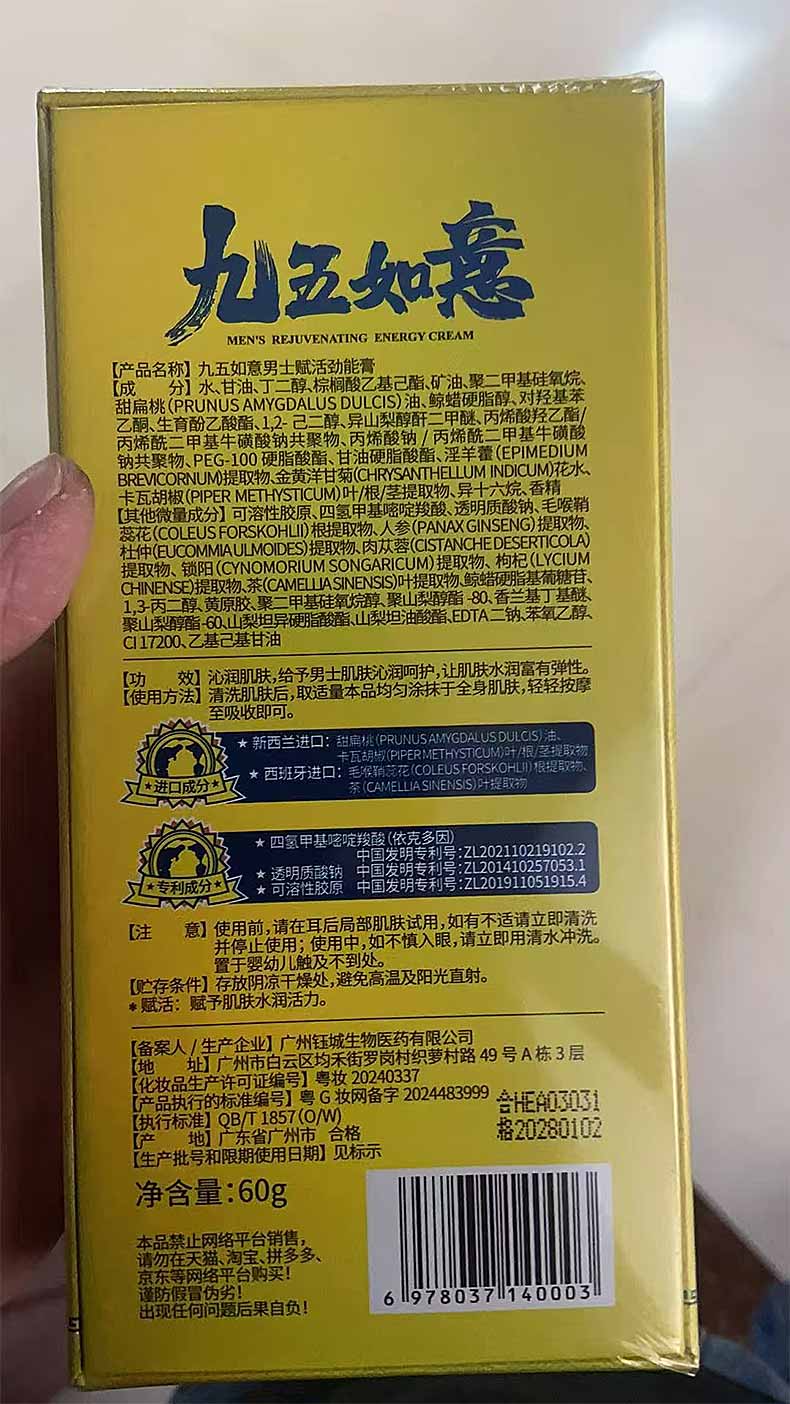 九五如意
MEN'S REJUVENATING ENERGY CREAM
【产品名称】九五如意男士赋活劲能膏
【成 分】水、甘油、丁二醇、棕榈酸乙基己酯、矿油、聚二甲基硅氧烷、
甜扁桃(PRUNUS AMYGDALUS DULCIS)油、鲸蜡硬脂醇、对羟基苯
乙酮、生育酚乙酸酯、1,2- 己二醇、异山梨醇酐二甲醚、丙烯酸羟乙酯/
丙烯酰二甲基牛磺酸钠共聚物、丙烯酸钠/丙烯酰二甲基牛磺酸
钠共聚物、PEG-100 硬脂酸酯、甘油硬脂酸酯、淫羊藿(EPIMEDIUM
BREVICORNUM)提取物、金黄洋甘菊(CHRYSANTHELLUM INDICUM)花水、
卡瓦胡椒(PIPER METHYSTICUM)叶/根/茎提取物、异十六烷、香精
【其他微量成分】可溶性胶原、四氢甲基嘧啶羧酸、透明质酸钠、毛喉鞘
蕊花(COLEUS FORSKOHLII)根提取物、人参(PANAX GINSENG)提取物、
杜仲(EUCOMMIA ULMOIDES)提取物、肉苁蓉(CISTANCHE DESERTICOLA)
提取物、锁阳(CYNOMORIUM SONGARICUM)提取物、枸杞(LYCIUM
CHINENSE)提取物、茶(CAMELLIA SINENSIS)叶提取物、鲸蜡硬脂基葡糖苷、
1,3-丙二醇、黄原胶、聚二甲基硅氧烷醇、聚山梨醇酯-80、香兰基丁基醚、
聚山梨醇酯-60、山梨坦异硬脂酸酯、山梨坦油酸酯、EDTA 二钠、苯氧乙醇、
CI 17200、乙基己基甘油
【功 效】沁润肌肤,给予男士肌肤沁润呵护,让肌肤水润富有弹性。
【使用方法】清洗肌肤后,取适量本品均匀涂抹于全身肌肤,轻轻按摩
至吸收即可。
★进口成分★
★ 新西兰进口：甜扁桃(PRUNUS AMYGDALUS DULCIS)油、
卡瓦胡椒(PIPER METHYSTICUM)叶/根/茎提取物
★ 西班牙进口：毛喉鞘蕊花(COLEUS FORSKOHLII)根提取物、
茶(CAMELLIA SINENSIS)叶提取物
★专利成分★
★ 四氢甲基嘧啶羧酸(依克多因)
中国发明专利号：ZL202110219102.2
★ 透明质酸钠 中国发明专利号：ZL201410257053.1
★ 可溶性胶原 中国发明专利号：ZL201911051915.4
【注 意】使用前,请在耳后局部肌肤试用,如有不适请立即清洗
并停止使用；使用中,如不慎入眼,请立即用清水冲洗。
置于婴幼儿触及不到处。
【贮存条件】存放阴凉干燥处,避免高温及阳光直射。
*赋活：赋予肌肤水润活力。
【备案人/生产企业】广州钰城生物医药有限公司
【地 址】广州市白云区均禾街罗岗村织萝村路 49 号 A 栋 3 层
【化妆品生产许可证编号】粤妆 20240337
【产品执行的标准编号】粤 G 妆网备字 2024483999
【执行标准】QB/T 1857(O/W)
【产 地】广东省广州市 合格
【生产批号和限期使用日期】见标示
合HEA03031
格20280102
净含量：60g
本品禁止网络平台销售,
请勿在天猫、淘宝、拼多多、
京东等网络平台购买！
谨防假冒伪劣！
出现任何问题后果自负！
6 978037 140003